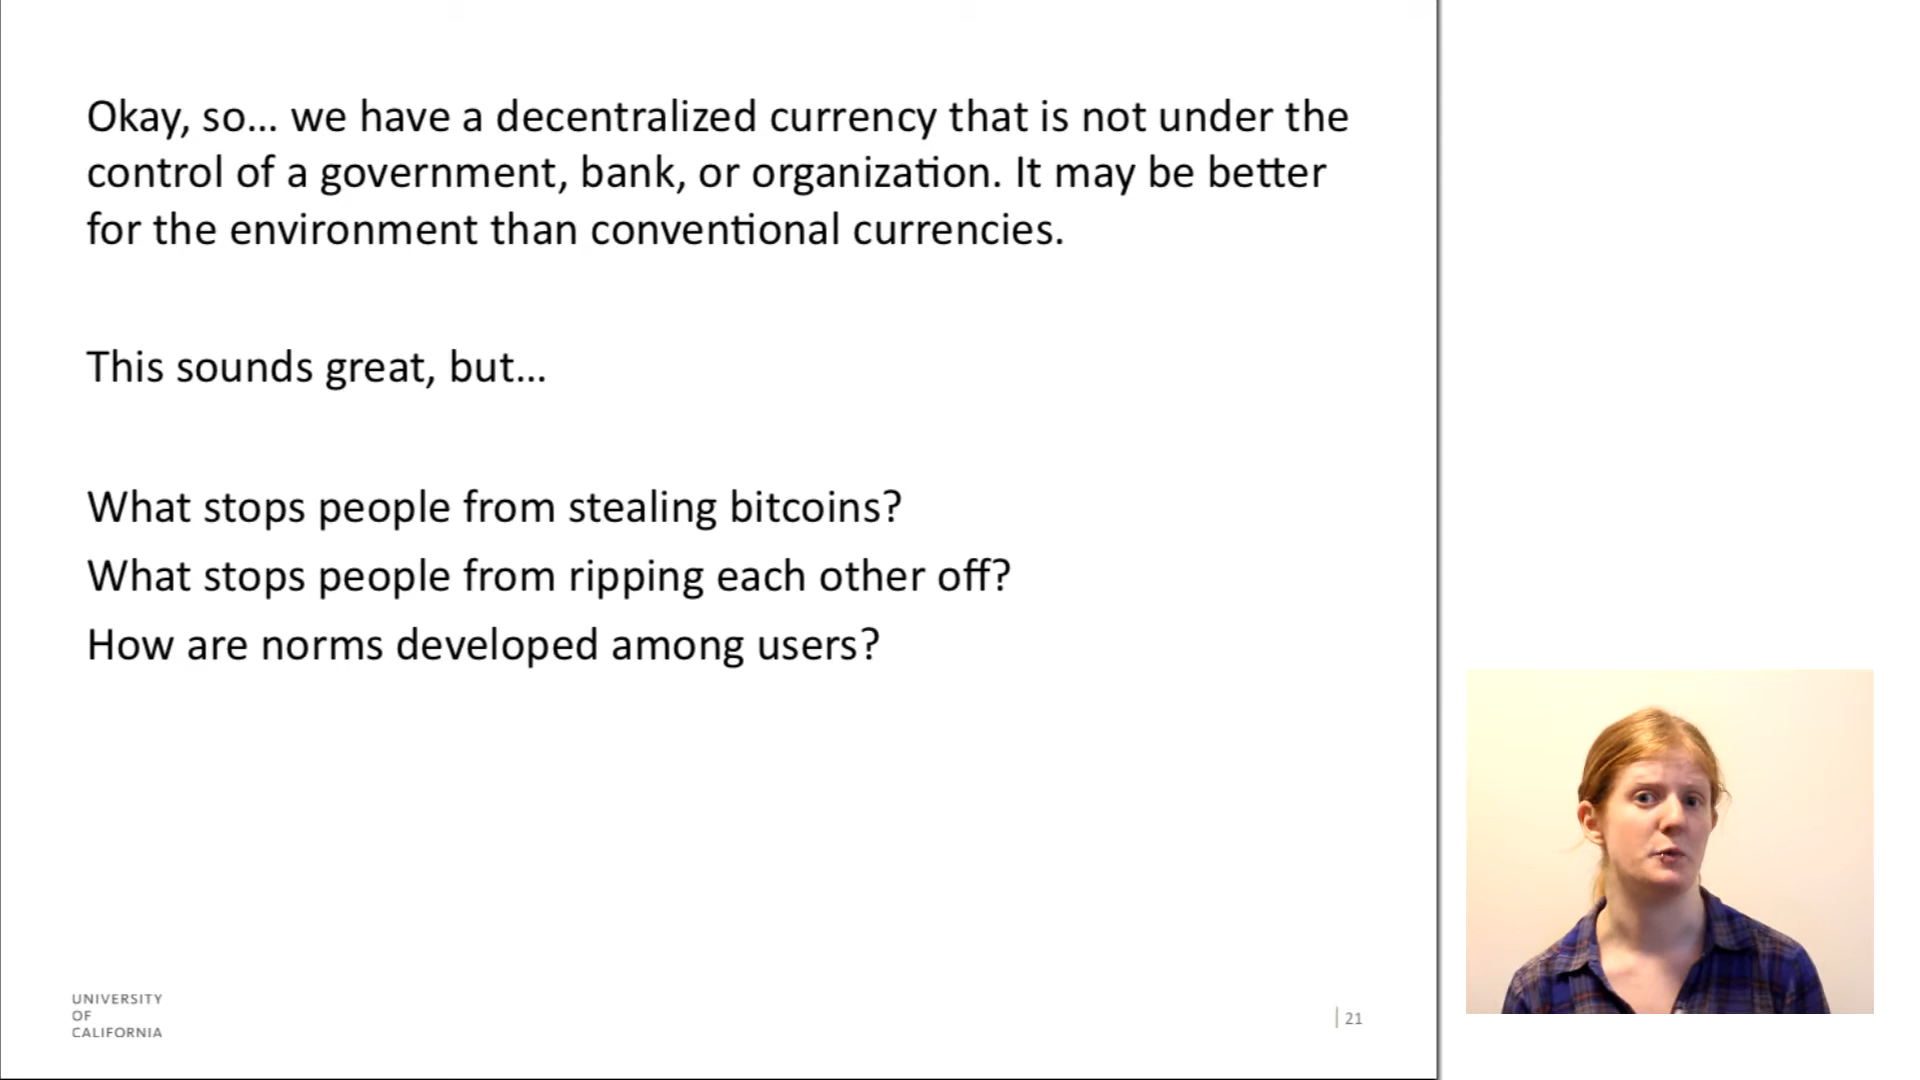 Okay, so... we have a decentralized currency that is not under the
control of a government, bank, or organization. It may be better
for the environment than conventional currencies.
This sounds great, but...
What stops people from stealing bitcoins?
What stops people from ripping each other off?
How are norms developed among users?
UNIVERSITY
OF
CALIFORNIA
21